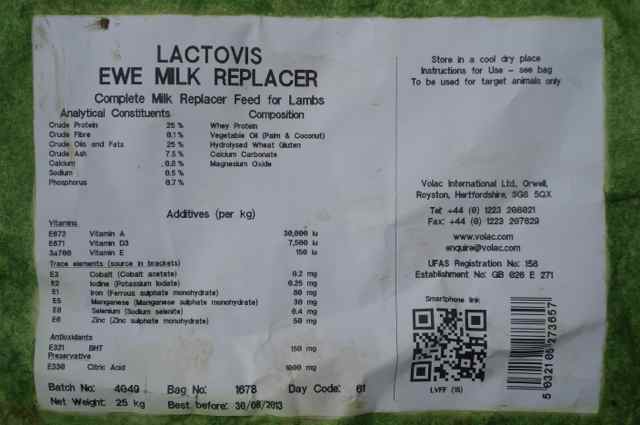 LACTOVIS
EWE MILK REPLACER
Complete Milk Replacer Feed for Lambs
Analytical Constituents
Crude Protein 25 %
Crude Fibre 0.1 %
Crude Oils and Fats 25 %
Crude Ash 7.5 %
Calcium %
Sodium 0.5 %
Phosphorus 0.7 %
Composition
Whey Protein
Vegetable Oil (Palm & Coconut)
Hydrolysed Wheat Gluten
Calcium Carbonate
Magnesium Oxide
Additives (per kg)
Vitamins
E672 Vitamin A 30,000 iu
E671 Vitamin D3 7,500 iu
3a700 Vitamin E 150 iu
Trace elements (source in brackets)
E3 Cobalt (Cobalt acetate) 0.2 mg
E2 Iodine (Potassium Iodate) 0.25 mg
E1 Iron (Ferrous sulphate monohydrate) 80 mg
E5 Manganese (Manganese sulphate monohydrate) 30 mg
E8 Selenium (Sodium selenite) 0.4 mg
E6 Zinc (Zinc sulphate monohydrate) 50 mg
Antioxidants
E321 BHT 150 mg
Preservative
E330 Citric Acid 1000 mg
Batch No: 4049 Bag No: 1678 Day Code: 61
Net Weight: 25 kg Best before: 30/08/2013
Store in a cool dry place
Instructions for Use - see bag
To be used for target animals only
Volac International Ltd, Orwell,
Royston, Hertfordshire, SG8 5QX
Tel: +44 (0) 1223 206021
Fax: +44 (0) 1223 207629
www.volac.com
enquire@volac.com
UFAS Registration No: 158
Establishment No: GB 626 E 271
Smartphone link
LVFF (15)
5 032105 273657